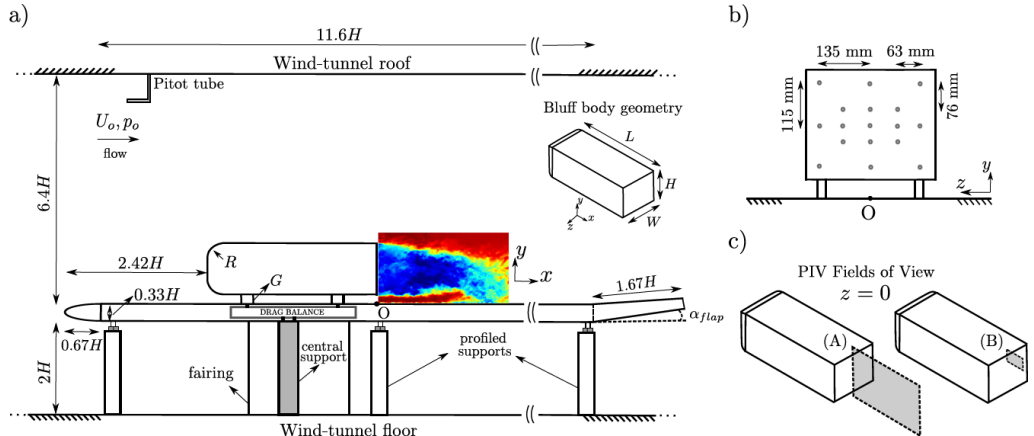 a)
11.6H
Wind-tunnel roof
Pitot tube
U_o, p_o
flow
6.4H
Bluff body geometry
L
H
W
y
x
z
2.42H
R
G
y
x
0.33H
DRAG BALANCE
O
1.67H
α_flap
0.67H
2H
fairing
central
support
profiled
supports
Wind-tunnel floor
b)
135 mm
63 mm
115 mm
76 mm
y
z
O
c)
PIV Fields of View
z = 0
(A)
(B)